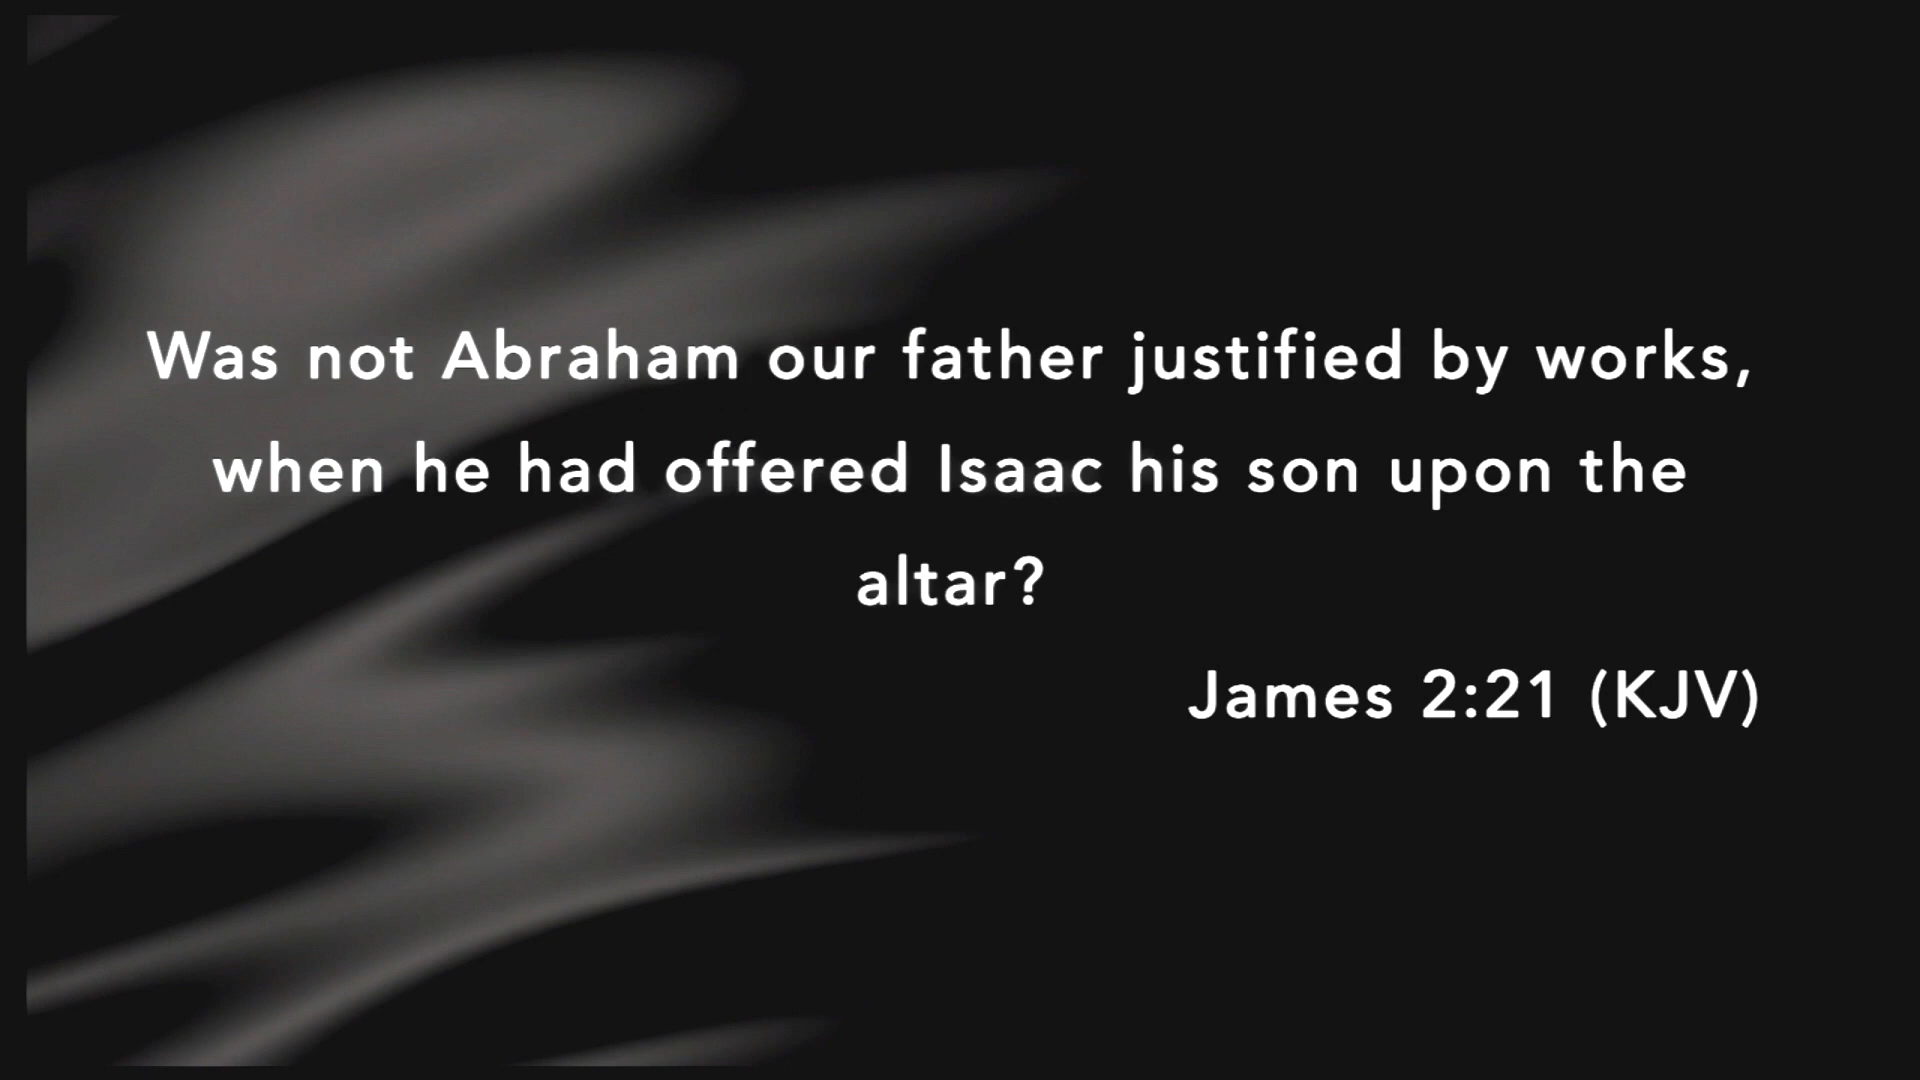 Was not Abraham our father justified by works,
when he had offered Isaac his son upon the
altar?
James 2:21 (KJV)